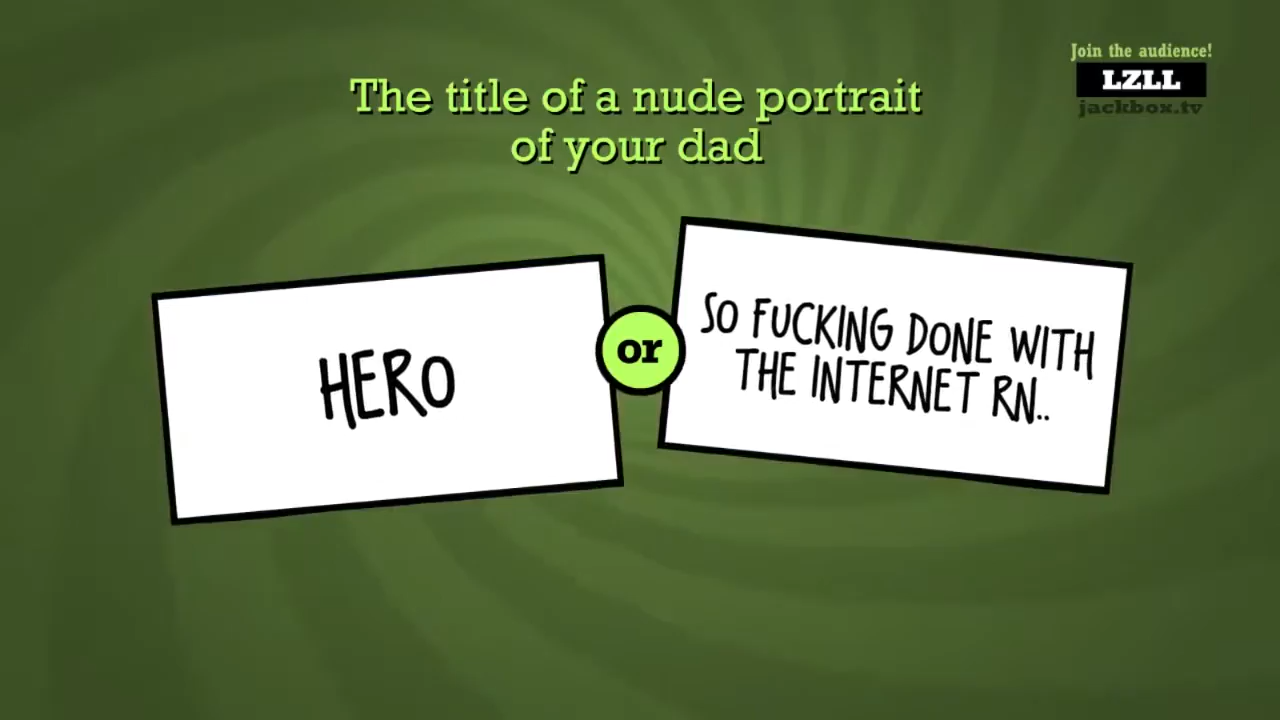 Join the audience!
LZLL
jackbox.tv
The title of a nude portrait
of your dad
HERO
or
SO FUCKING DONE WITH
THE INTERNET RN..